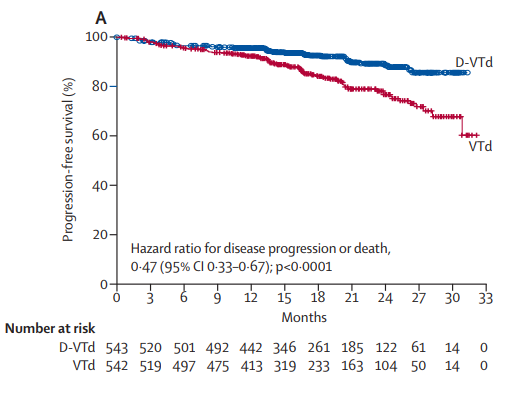 A
Progression-free survival (%)
100
80
60
40
20
0
D-VTd
VTd
Hazard ratio for disease progression or death,
0·47 (95% CI 0·33–0·67); p<0·0001
0 3 6 9 12 15 18 21 24 27 30 33
Months
Number at risk
D-VTd 543 520 501 492 442 346 261 185 122 61 14 0
VTd 542 519 497 475 413 319 233 163 104 50 14 0